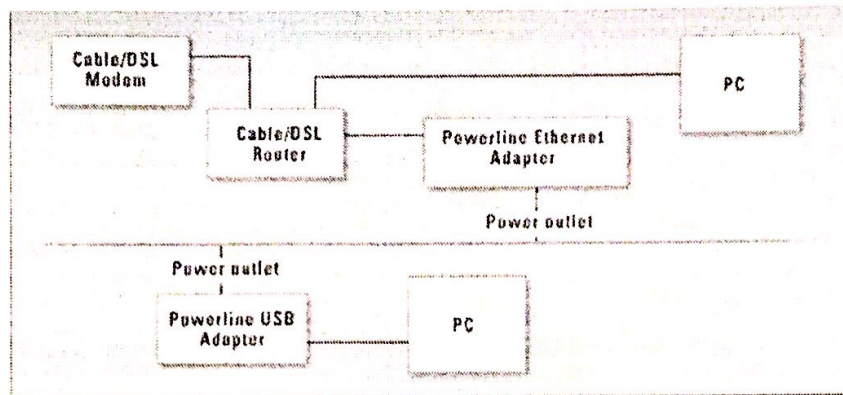 Cable/DSL
Modem
PC
Cable/DSL
Router
Powerline Ethernet
Adapter
Power outlet
Power outlet
Powerline USB
Adapter
PC